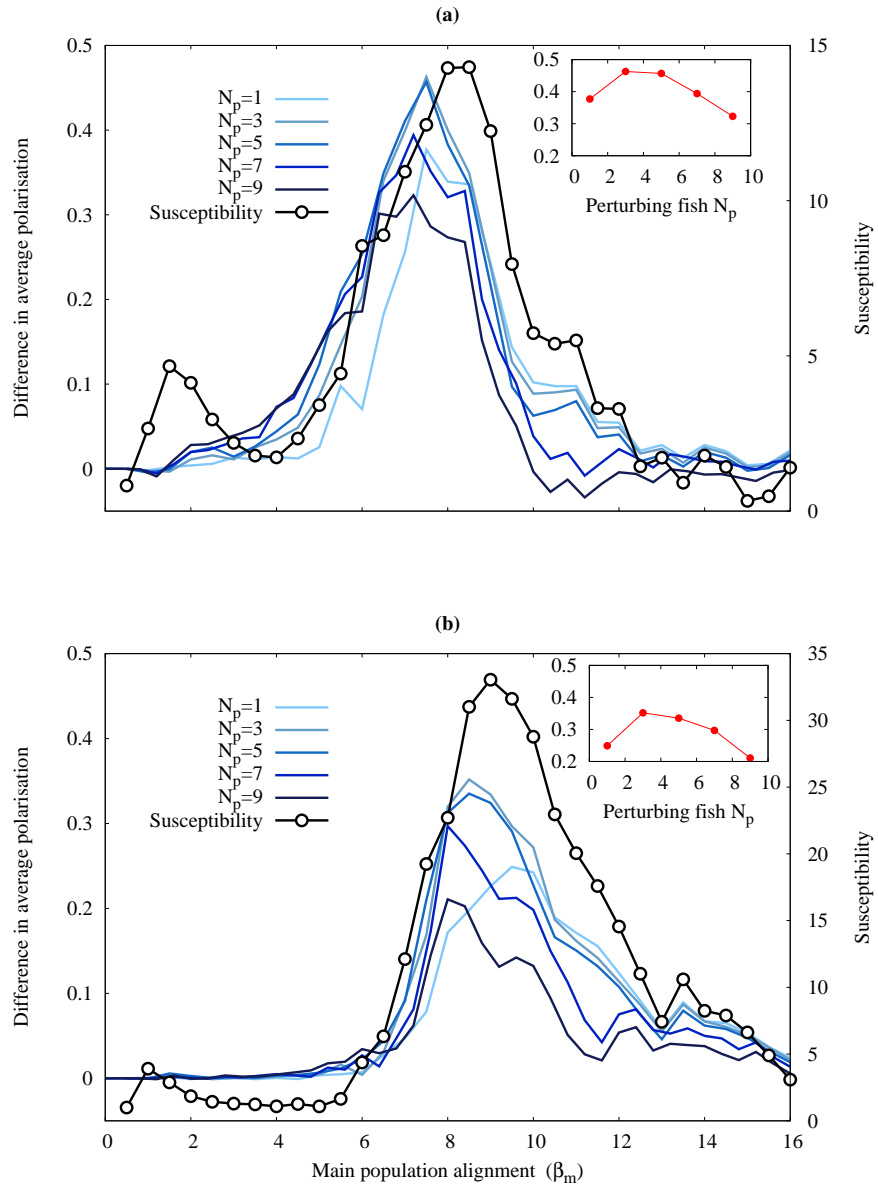 (a)
Difference in average polarisation
0.5
0.4
0.3
0.2
0.1
0
N_p=1
N_p=3
N_p=5
N_p=7
N_p=9
Susceptibility
0.5
0.4
0.3
0.2
0 2 4 6 8 10
Perturbing fish N_p
15
10
5
0
Susceptibility
(b)
Difference in average polarisation
0.5
0.4
0.3
0.2
0.1
0
N_p=1
N_p=3
N_p=5
N_p=7
N_p=9
Susceptibility
0.5
0.4
0.3
0.2
0 2 4 6 8 10
Perturbing fish N_p
35
30
25
20
15
10
5
0
Susceptibility
0 2 4 6 8 10 12 14 16
Main population alignment (β_m)